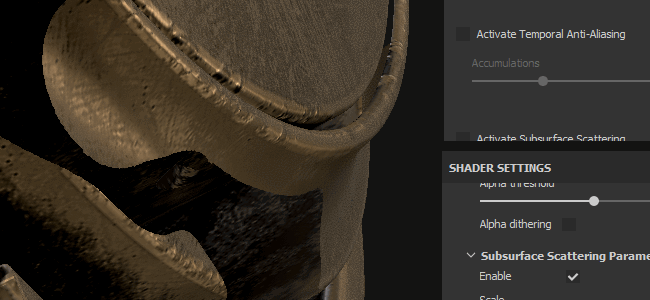 Activate Temporal Anti-Aliasing
Accumulations
Activate Subsurface Scattering
SHADER SETTINGS
Alpha threshold
Alpha dithering
Subsurface Scattering Parame
Enable
Scale